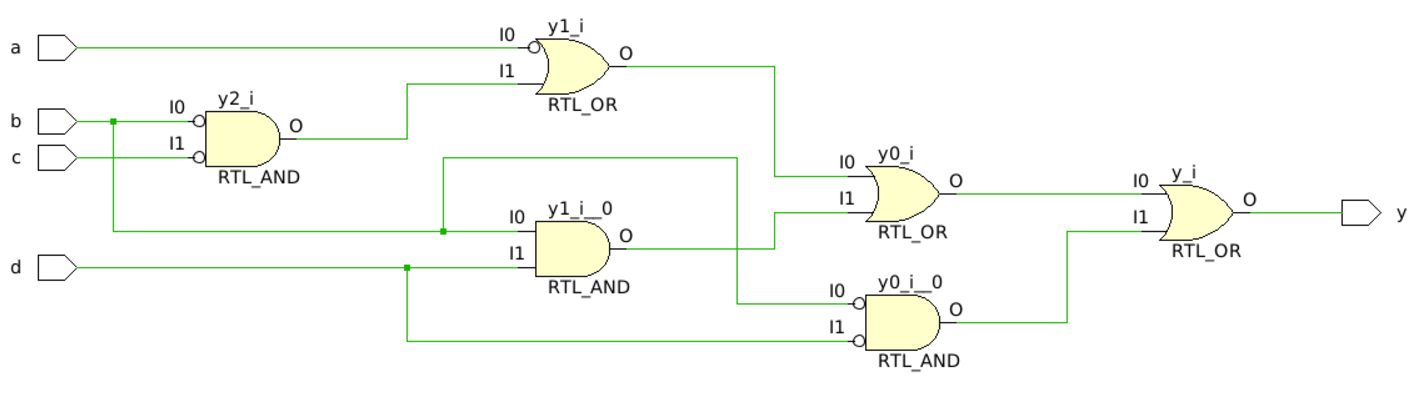 a
I0
y1_i
O
I1
RTL_OR
b
I0
y2_i
O
c
I1
RTL_AND
I0
y0_i
O
I1
RTL_OR
I0
y_i
O
I1
RTL_OR
y
I0
y1_i__0
O
I1
RTL_AND
d
I0
y0_i__0
O
I1
RTL_AND